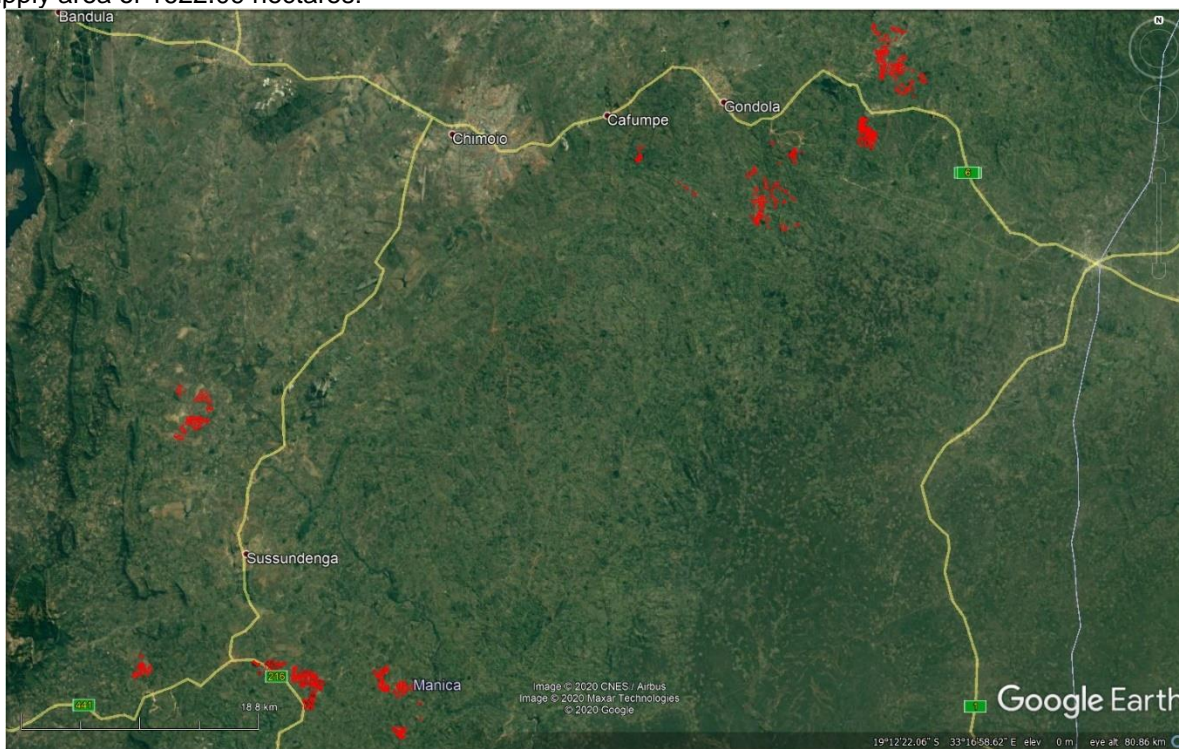 Bandula
N
Gondola
Cafumpe
Chimoio
6
Sussundenga
216
Manica
441
18.8 km
Image © 2020 CNES / Airbus
Image © 2020 Maxar Technologies
© 2020 Google
1
Google Earth
19°12'22.06" S 33°16'58.62" E elev 0 m eye alt 80.86 km